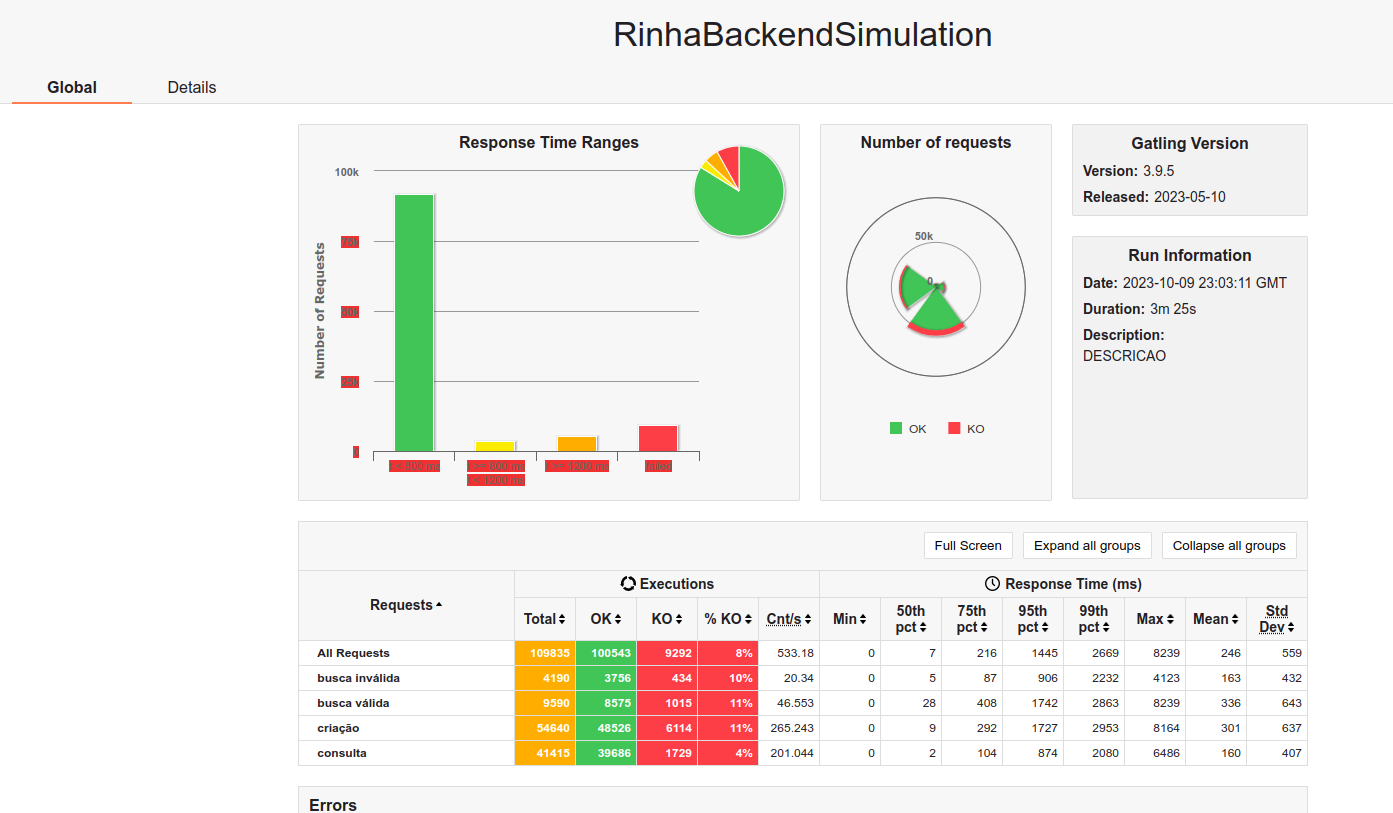 RinhaBackendSimulation
Global Details
Response Time Ranges
100k
75k
50k
25k
0
Number of Requests
t < 800 ms
t >= 800 ms
t < 1200 ms
t >= 1200 ms
failed
Number of requests
50k
0
OK KO
Gatling Version
Version: 3.9.5
Released: 2023-05-10
Run Information
Date: 2023-10-09 23:03:11 GMT
Duration: 3m 25s
Description:
DESCRICAO
Full Screen Expand all groups Collapse all groups
Requests Executions Response Time (ms)
Total OK KO % KO Cnt/s Min 50th pct 75th pct 95th pct 99th pct Max Mean Std Dev
All Requests 109835 100543 9292 8% 533.18 0 7 216 1445 2669 8239 246 559
busca inválida 4190 3756 434 10% 20.34 0 5 87 906 2232 4123 163 432
busca válida 9590 8575 1015 11% 46.553 0 28 408 1742 2863 8239 336 643
criação 54640 48526 6114 11% 265.243 0 9 292 1727 2953 8164 301 637
consulta 41415 39686 1729 4% 201.044 0 2 104 874 2080 6486 160 407
Errors